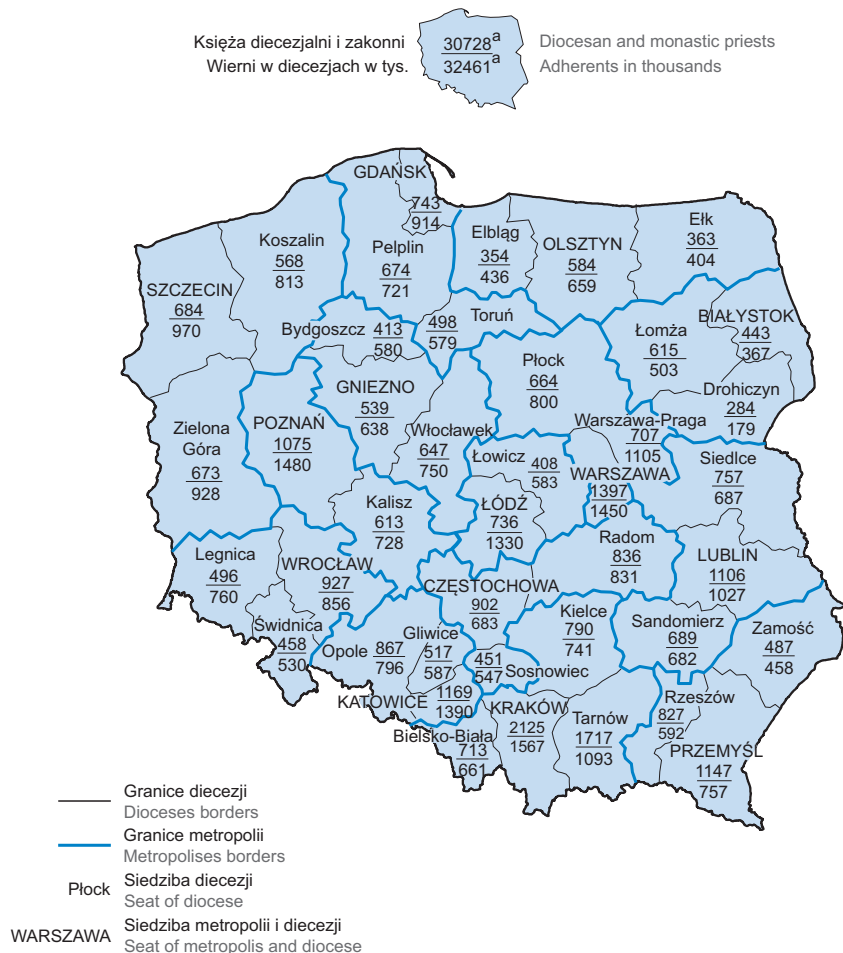 Księża diecezjalni i zakonni 30728a Diocesan and monastic priests
Wierni w diecezjach w tys. 32461a Adherents in thousands
GDAŃSK
743
914
Koszalin
568
813
Pelplin
674
721
Elbląg
354
436
OLSZTYN
584
659
Ełk
363
404
SZCZECIN
684
970
Bydgoszcz
413
580
Toruń
498
579
Łomża
615
503
BIAŁYSTOK
443
367
Płock
664
800
GNIEZNO
539
638
Drohiczyn
284
179
Zielona
Góra
673
928
POZNAŃ
1075
1480
Włocławek
647
750
Warszawa-Praga
707
1105
Łowicz
408
583
WARSZAWA
1397
1450
Siedlce
757
687
Kalisz
613
728
ŁÓDŹ
736
1330
Radom
836
831
Legnica
496
760
WROCŁAW
927
856
LUBLIN
1106
1027
CZĘSTOCHOWA
902
683
Kielce
790
741
Sandomierz
689
682
Zamość
487
458
Świdnica
458
530
Opole
867
796
Gliwice
517
587
Sosnowiec
451
547
KATOWICE
1169
1390
KRAKÓW
2125
1567
Tarnów
1717
1093
Rzeszów
827
592
Bielsko-Biała
713
661
PRZEMYŚL
1147
757
Granice diecezji
Dioceses borders
Granice metropolii
Metropolises borders
Płock Siedziba diecezji
Seat of diocese
WARSZAWA Siedziba metropolii i diecezji
Seat of metropolis and diocese